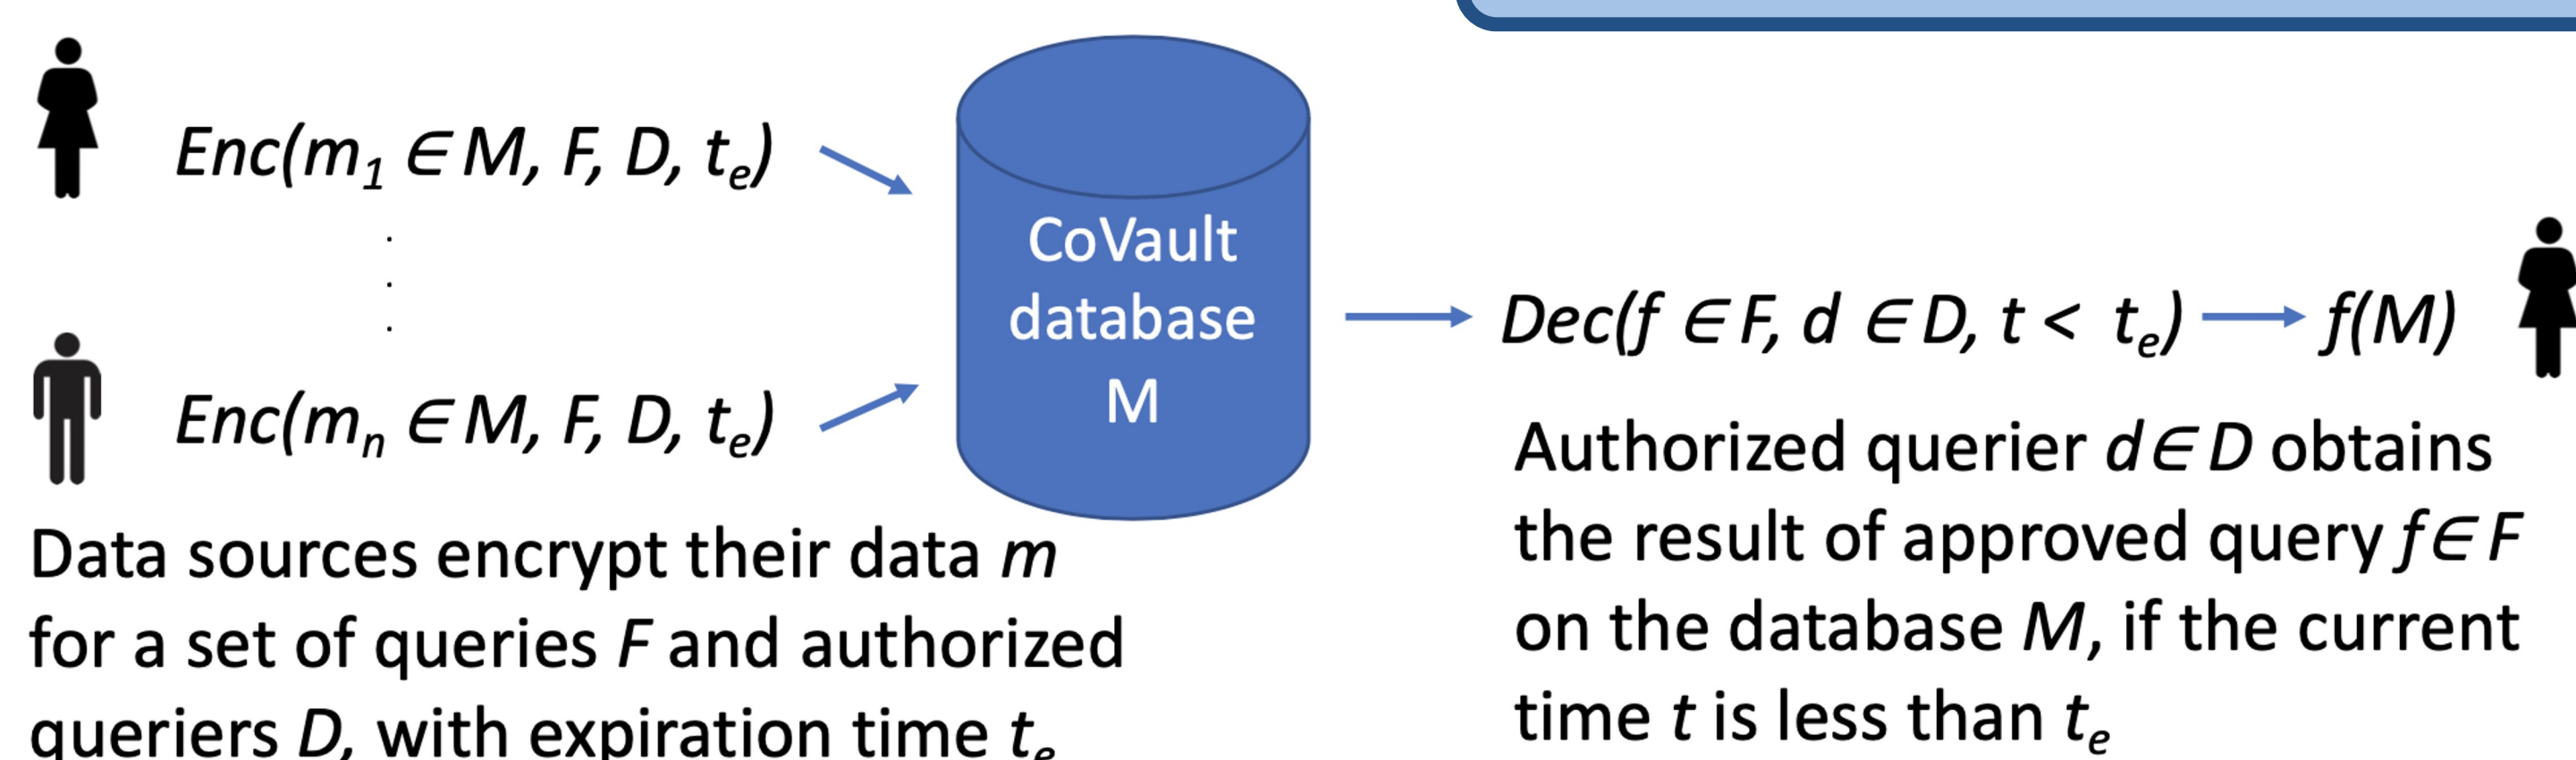 Enc(m₁ ∈ M, F, D, tₑ)
.
.
.
Enc(mₙ ∈ M, F, D, tₑ)
Data sources encrypt their data m
for a set of queries F and authorized
queriers D, with expiration time tₑ
CoVault
database
M
Dec(f ∈ F, d ∈ D, t < tₑ) f(M)
Authorized querier d ∈ D obtains
the result of approved query f ∈ F
on the database M, if the current
time t is less than tₑ